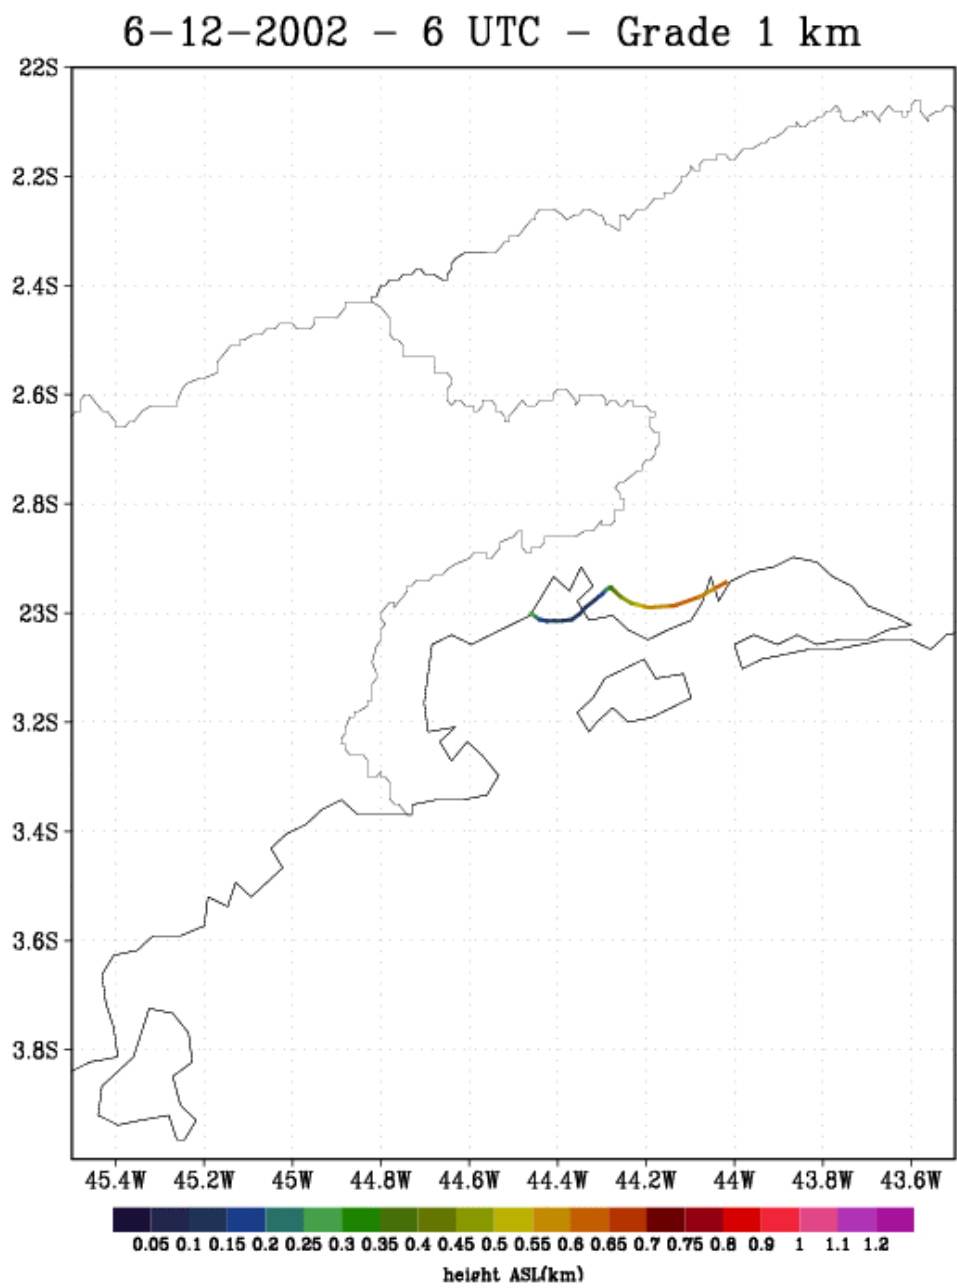 6-12-2002 - 6 UTC - Grade 1 km
22S
2.2S
2.4S
2.6S
2.8S
23S
3.2S
3.4S
3.6S
3.8S
45.4W 45.2W 45W 44.8W 44.6W 44.4W 44.2W 44W 43.8W 43.6W
0.05 0.1 0.15 0.2 0.25 0.3 0.35 0.4 0.45 0.5 0.55 0.6 0.65 0.7 0.75 0.8 0.9 1 1.1 1.2
height ASL(km)